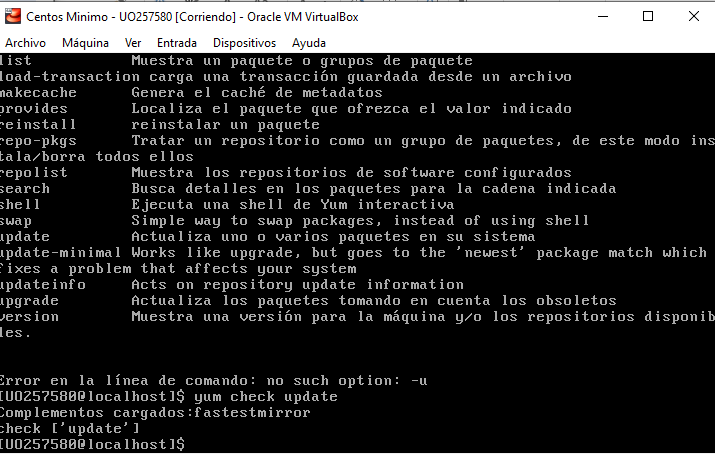 Centos Minimo - UO257580 [Corriendo] - Oracle VM VirtualBox
Archivo Máquina Ver Entrada Dispositivos Ayuda
list Muestra un paquete o grupos de paquete
load-transaction carga una transacción guardada desde un archivo
makecache Genera el caché de metadatos
provides Localiza el paquete que ofrezca el valor indicado
reinstall reinstalar un paquete
repo-pkgs Tratar un repositorio como un grupo de paquetes, de este modo ins
tala/borra todos ellos
repolist Muestra los repositorios de software configurados
search Busca detalles en los paquetes para la cadena indicada
shell Ejecuta una shell de Yum interactiva
swap Simple way to swap packages, instead of using shell
update Actualiza uno o varios paquetes en su sistema
update-minimal Works like upgrade, but goes to the 'newest' package match which
fixes a problem that affects your system
updateinfo Acts on repository update information
upgrade Actualiza los paquetes tomando en cuenta los obsoletos
version Muestra una versión para la máquina y/o los repositorios disponib
les.
Error en la línea de comando: no such option: -u
[UO257580@localhost]$ yum check update
Complementos cargados:fastestmirror
check ['update']
[UO257580@localhost]$